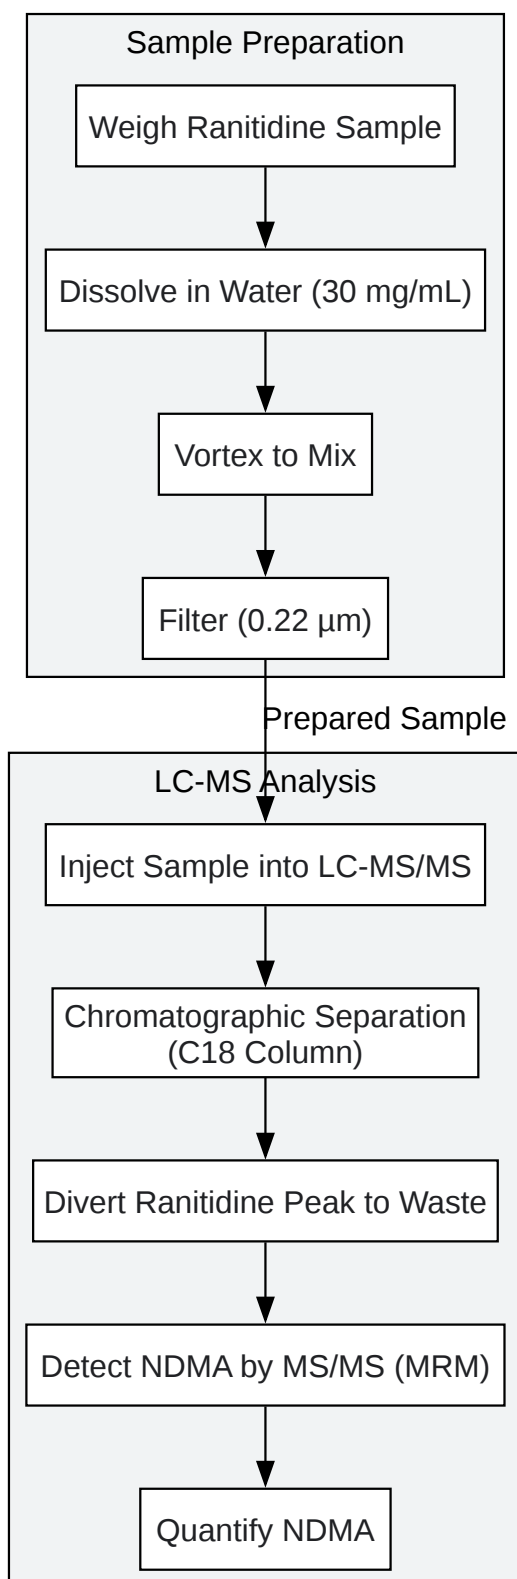 Sample Preparation
Weigh Ranitidine Sample
Dissolve in Water (30 mg/mL)
Vortex to Mix
Filter (0.22 µm)
Prepared Sample
LC-MS Analysis
Inject Sample into LC-MS/MS
Chromatographic Separation
(C18 Column)
Divert Ranitidine Peak to Waste
Detect NDMA by MS/MS (MRM)
Quantify NDMA